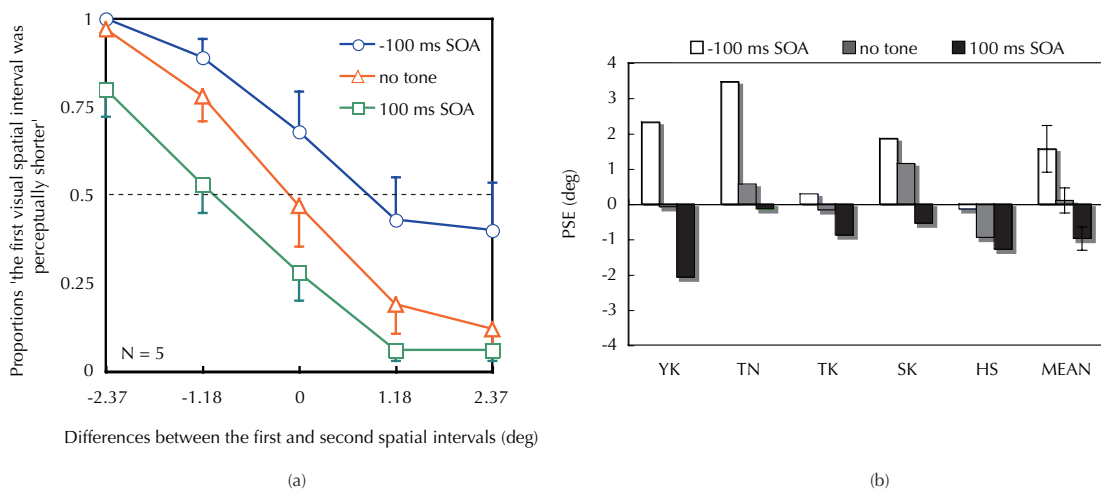 1
0.75
0.5
0.25
0
Proportions 'the first visual spatial interval was
perceptually shorter'
-100 ms SOA
no tone
100 ms SOA
N = 5
-2.37 -1.18 0 1.18 2.37
Differences between the first and second spatial intervals (deg)
(a)
-100 ms SOA no tone 100 ms SOA
4
3
2
1
0
-1
-2
-3
-4
PSE (deg)
YK TN TK SK HS MEAN
(b)